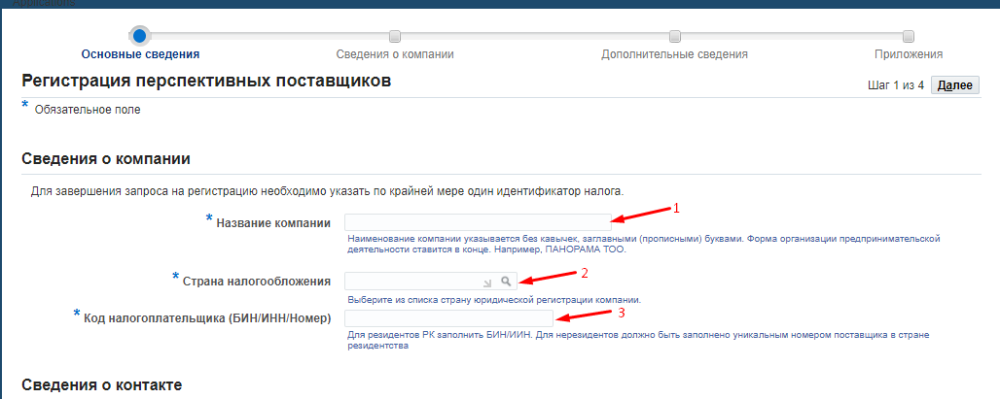 Applications
Основные сведения Сведения о компании Дополнительные сведения Приложения
Регистрация перспективных поставщиков Шаг 1 из 4 Далее
* Обязательное поле
Сведения о компании
Для завершения запроса на регистрацию необходимо указать по крайней мере один идентификатор налога.
* Название компании 1
Наименование компании указывается без кавычек, заглавными (прописными) буквами. Форма организации предпринимательской
деятельности ставится в конце. Например, ПАНОРАМА ТОО.
* Страна налогообложения 2
Выберите из списка страну юридической регистрации компании.
* Код налогоплательщика (БИН/ИНН/Номер) 3
Для резидентов РК заполнить БИН/ИИН. Для нерезидентов должно быть заполнено уникальным номером поставщика в стране
резидентства
Сведения о контакте